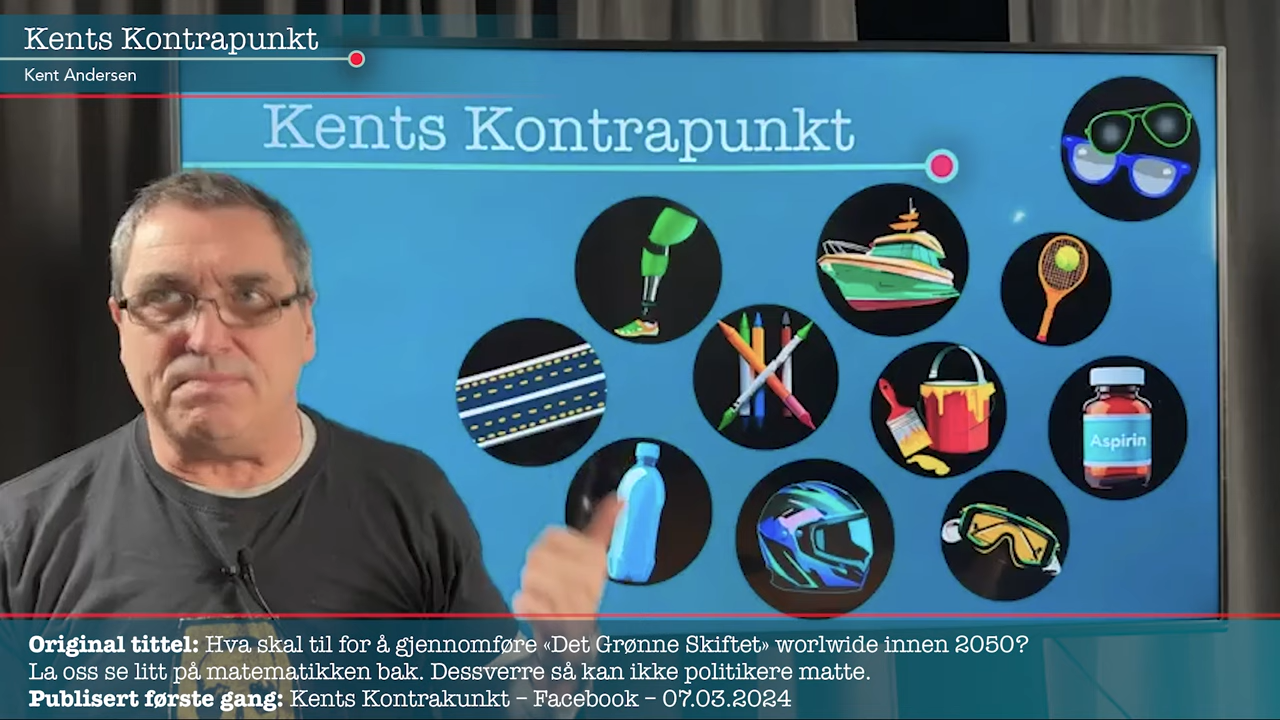 Kents Kontrapunkt
Kent Andersen
Kents Kontrapunkt
Aspirin
Original tittel: Hva skal til for å gjennomføre «Det Grønne Skiftet» worlwide innen 2050?
La oss se litt på matematikken bak. Dessverre så kan ikke politikere matte.
Publisert første gang: Kents Kontrakunkt – Facebook – 07.03.2024